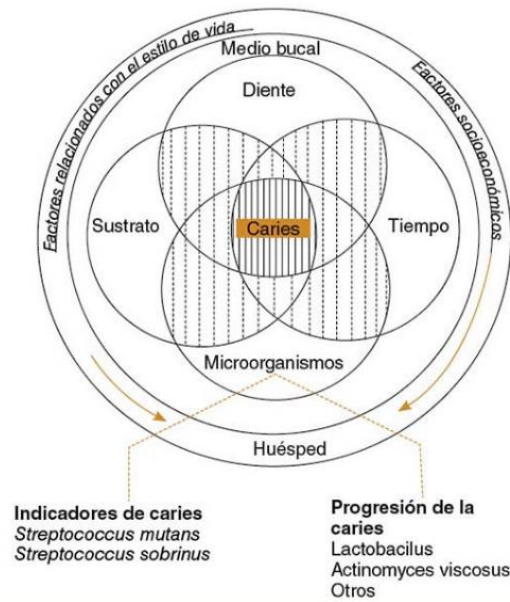 Factores relacionados con el estilo de vida
Factores socioeconómicos
Medio bucal
Diente
Sustrato
Caries
Tiempo
Microorganismos
Huésped
Indicadores de caries
Streptococcus mutans
Streptococcus sobrinus
Progresión de la
caries
Lactobacilus
Actinomyces viscosus
Otros